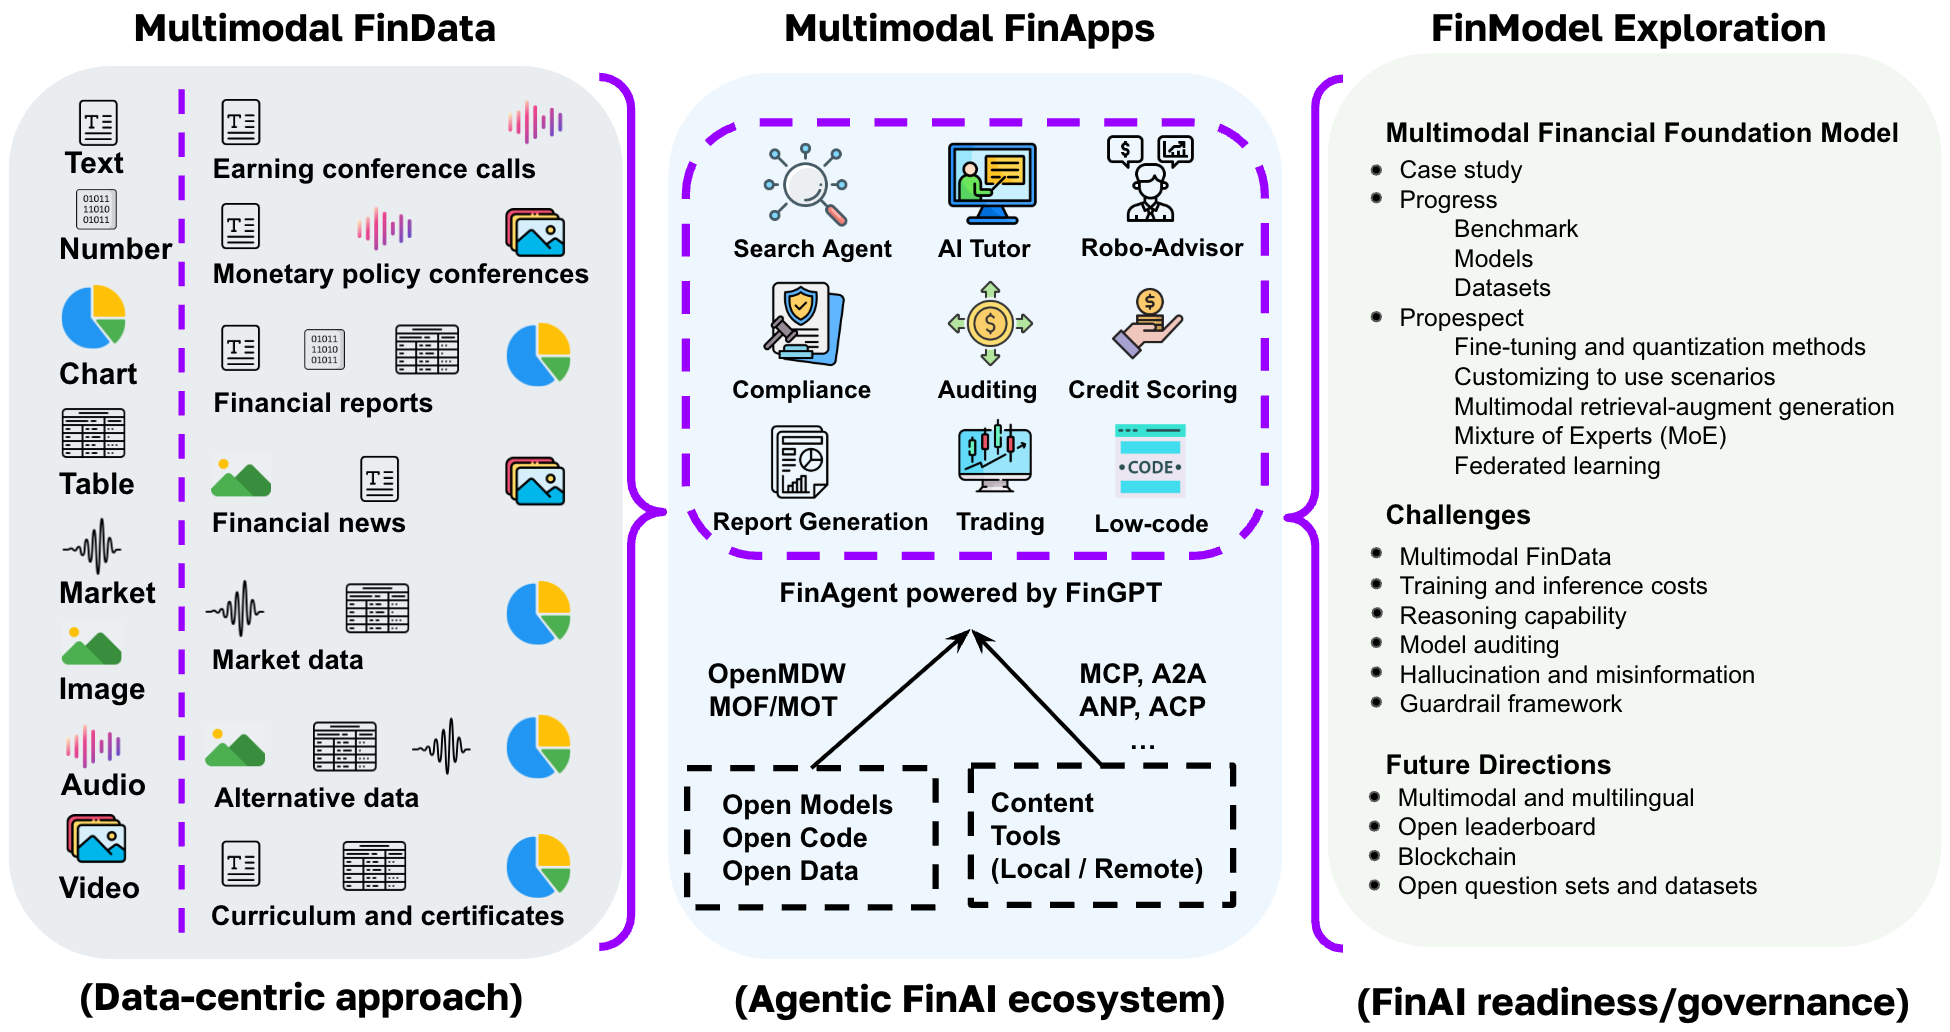 Multimodal FinData
Text
01011
11010
01011
Number
Chart
Table
Market
Image
Audio
Video
T
Earning conference calls
T
Monetary policy conferences
T
01011
11010
01011
Financial reports
T
Financial news
Market data
Alternative data
T
Curriculum and certificates
(Data-centric approach)
Multimodal FinApps
$
Search Agent
AI Tutor
Robo-Advisor
$
$
Compliance
Auditing
Credit Scoring
CODE
Report Generation
Trading
Low-code
FinAgent powered by FinGPT
OpenMDW
MOF/MOT
MCP, A2A
ANP, ACP
...
Open Models
Open Code
Open Data
Content
Tools
(Local / Remote)
(Agentic FinAI ecosystem)
FinModel Exploration
Multimodal Financial Foundation Model
Case study
Progress
Benchmark
Models
Datasets
Propespect
Fine-tuning and quantization methods
Customizing to use scenarios
Multimodal retrieval-augment generation
Mixture of Experts (MoE)
Federated learning
Challenges
Multimodal FinData
Training and inference costs
Reasoning capability
Model auditing
Hallucination and misinformation
Guardrail framework
Future Directions
Multimodal and multilingual
Open leaderboard
Blockchain
Open question sets and datasets
(FinAI readiness/governance)